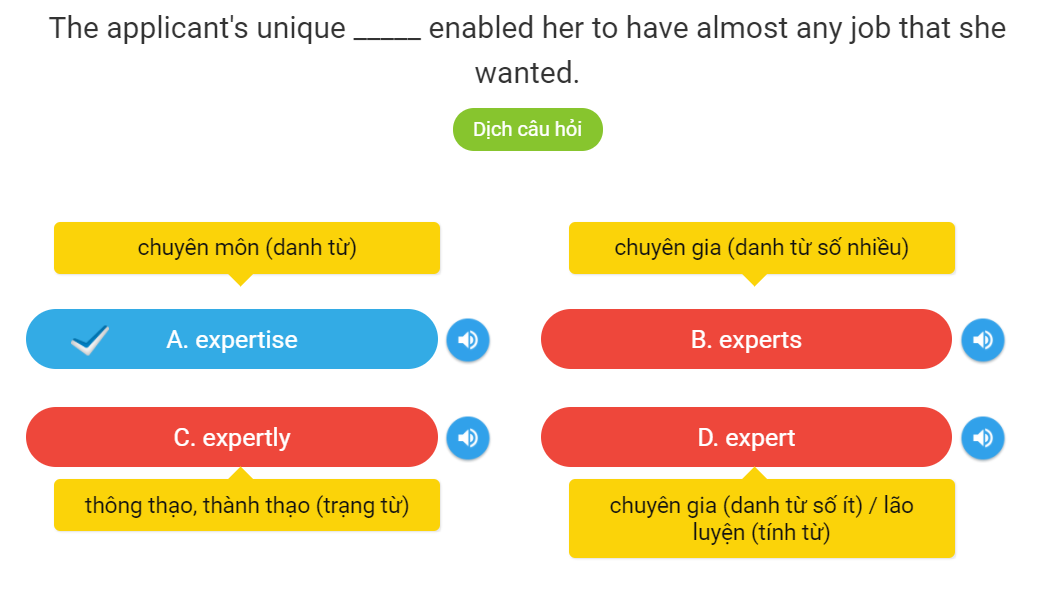 The applicant's unique _____ enabled her to have almost any job that she
wanted.
Dịch câu hỏi
chuyên môn (danh từ)
chuyên gia (danh từ số nhiều)
A. expertise
B. experts
C. expertly
D. expert
thông thạo, thành thạo (trạng từ)
chuyên gia (danh từ số ít) / lão
luyện (tính từ)